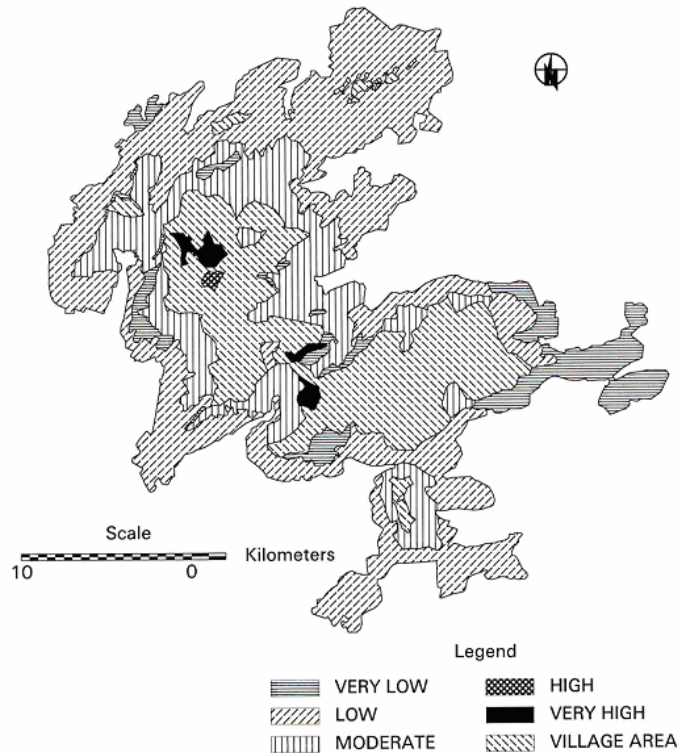 N
Scale
Kilometers
10 0
Legend
VERY LOW
LOW
MODERATE
HIGH
VERY HIGH
VILLAGE AREA